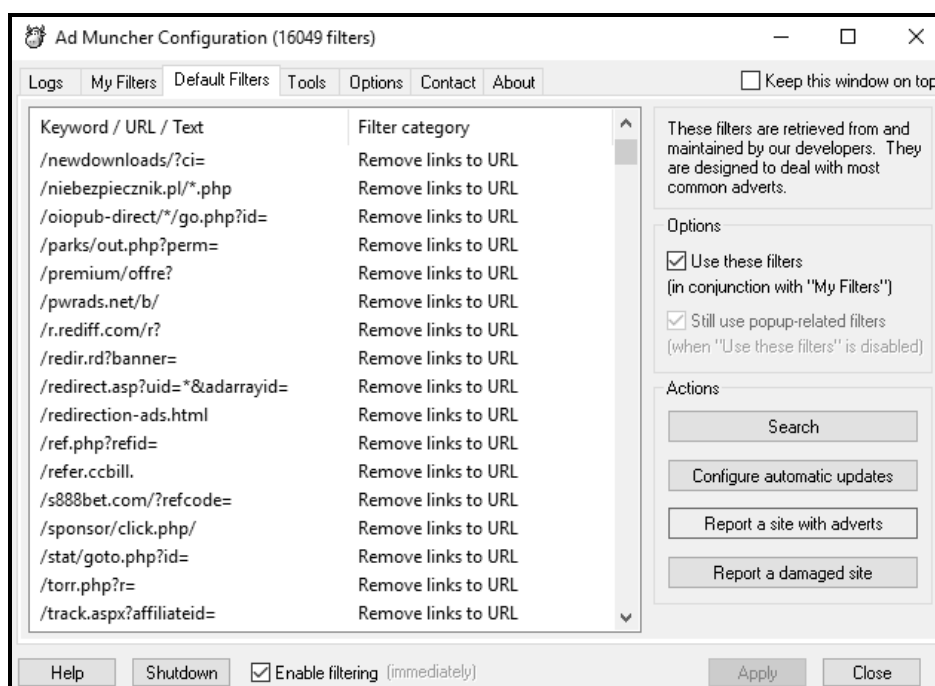 Ad Muncher Configuration (16049 filters)
Logs My Filters Default Filters Tools Options Contact About Keep this window on top
Keyword / URL / Text Filter category
/newdownloads/?ci= Remove links to URL
/niebezpiecznik.pl/*.php Remove links to URL
/oiopub-direct/*/go.php?id= Remove links to URL
/parks/out.php?perm= Remove links to URL
/premium/offre? Remove links to URL
/pwrads.net/b/ Remove links to URL
/r.rediff.com/r? Remove links to URL
/redir.rd?banner= Remove links to URL
/redirect.asp?uid=*&adarrayid= Remove links to URL
/redirection-ads.html Remove links to URL
/ref.php?refid= Remove links to URL
/refer.ccbill. Remove links to URL
/s888bet.com/?refcode= Remove links to URL
/sponsor/click.php/ Remove links to URL
/stat/goto.php?id= Remove links to URL
/torr.php?r= Remove links to URL
/track.aspx?affiliateid= Remove links to URL
These filters are retrieved from and
maintained by our developers. They
are designed to deal with most
common adverts.
Options
Use these filters
(in conjunction with "My Filters")
Still use popup-related filters
(when "Use these filters" is disabled)
Actions
Search
Configure automatic updates
Report a site with adverts
Report a damaged site
Help Shutdown Enable filtering (immediately) Apply Close